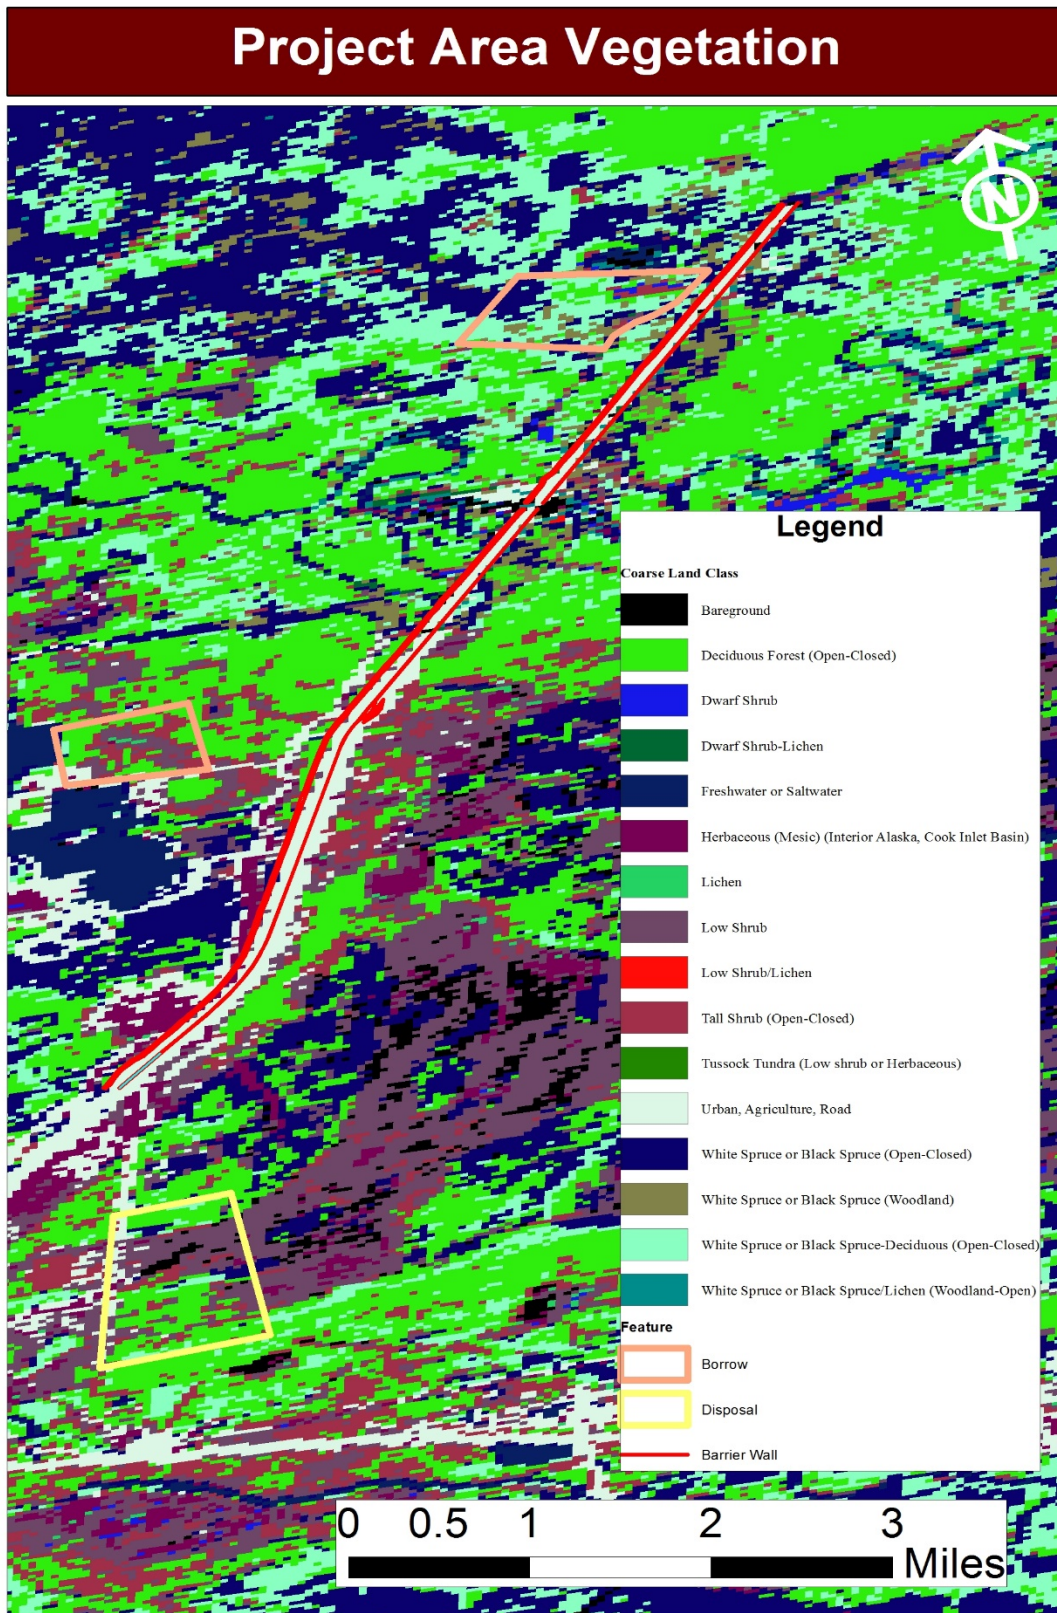 Project Area Vegetation
N
Legend
Coarse Land Class
Bareground
Deciduous Forest (Open-Closed)
Dwarf Shrub
Dwarf Shrub-Lichen
Freshwater or Saltwater
Herbaceous (Mesic) (Interior Alaska, Cook Inlet Basin)
Lichen
Low Shrub
Low Shrub/Lichen
Tall Shrub (Open-Closed)
Tussock Tundra (Low shrub or Herbaceous)
Urban, Agriculture, Road
White Spruce or Black Spruce (Open-Closed)
White Spruce or Black Spruce (Woodland)
White Spruce or Black Spruce-Deciduous (Open-Closed)
White Spruce or Black Spruce/Lichen (Woodland-Open)
Feature
Borrow
Disposal
Barrier Wall
0 0.5 1 2 3
Miles